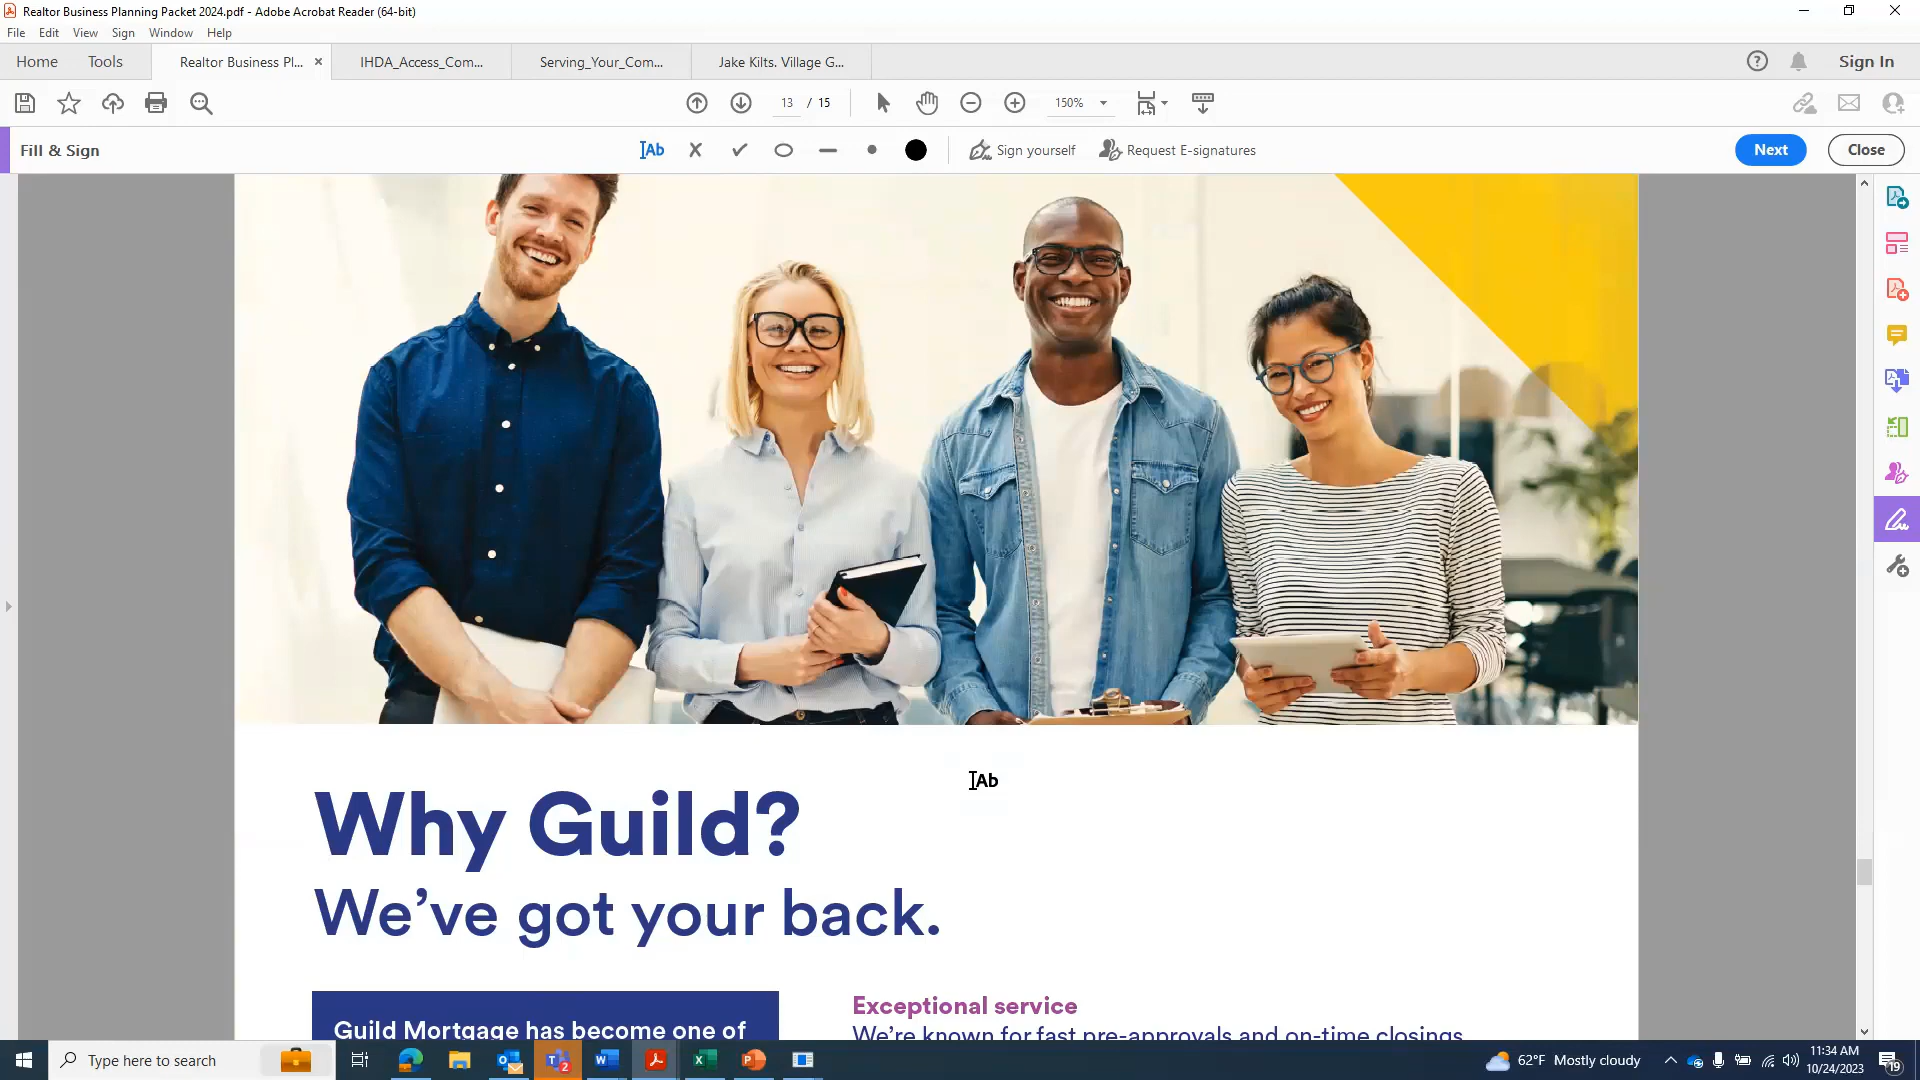 Realtor Business Planning Packet 2024.pdf - Adobe Acrobat Reader (64-bit)
File Edit View Sign Window Help
Home Tools Realtor Business Pl... × IHDA_Access_Com... Serving_Your_Com... Jake Kilts. Village G... Sign In
13 / 15 150%
Fill & Sign Ab Sign yourself Request E-signatures Next Close
Ab
Why Guild?
We've got your back.
Guild Mortgage has become one of
Exceptional service
We're known for fast pre-approvals and on-time closings
Type here to search
62°F Mostly cloudy
11:34 AM
10/24/2023
19
2